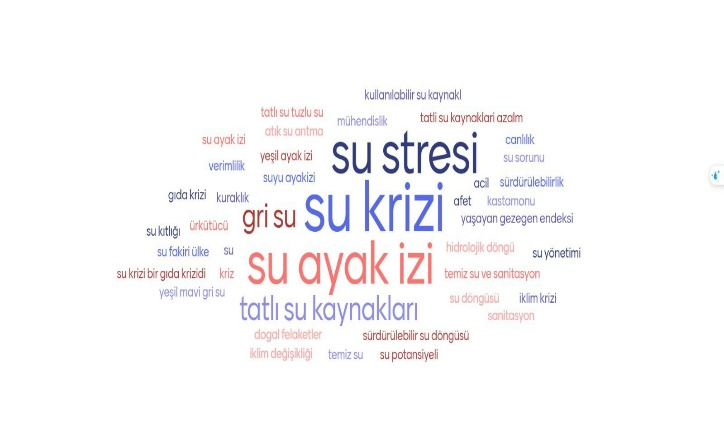 kullanılabilir su kaynakl
tatlı su tuzlu su
mühendislik
tatli su kaynaklari azalm
atık su arıtma
su ayak izi
su stresi
canlılık
yeşil ayak izi
su sorunu
verimlilik
suyu ayakizi
acil
sürdürülebilirlik
gıda krizi
kuraklık
su krizi
afet
kastamonu
gri su
yaşayan gezegen endeksi
su kıtlığı
ürkütücü
su fakiri ülke
su
su ayak izi
hidrolojik döngü
su yönetimi
su krizi bir gıda krizidi
kriz
temiz su ve sanitasyon
yeşil mavi gri su
su döngüsü
iklim krizi
tatlı su kaynakları
sanitasyon
dogal felaketler
sürdürülebilir su döngüsü
iklim değişikliği
temiz su
su potansiyeli